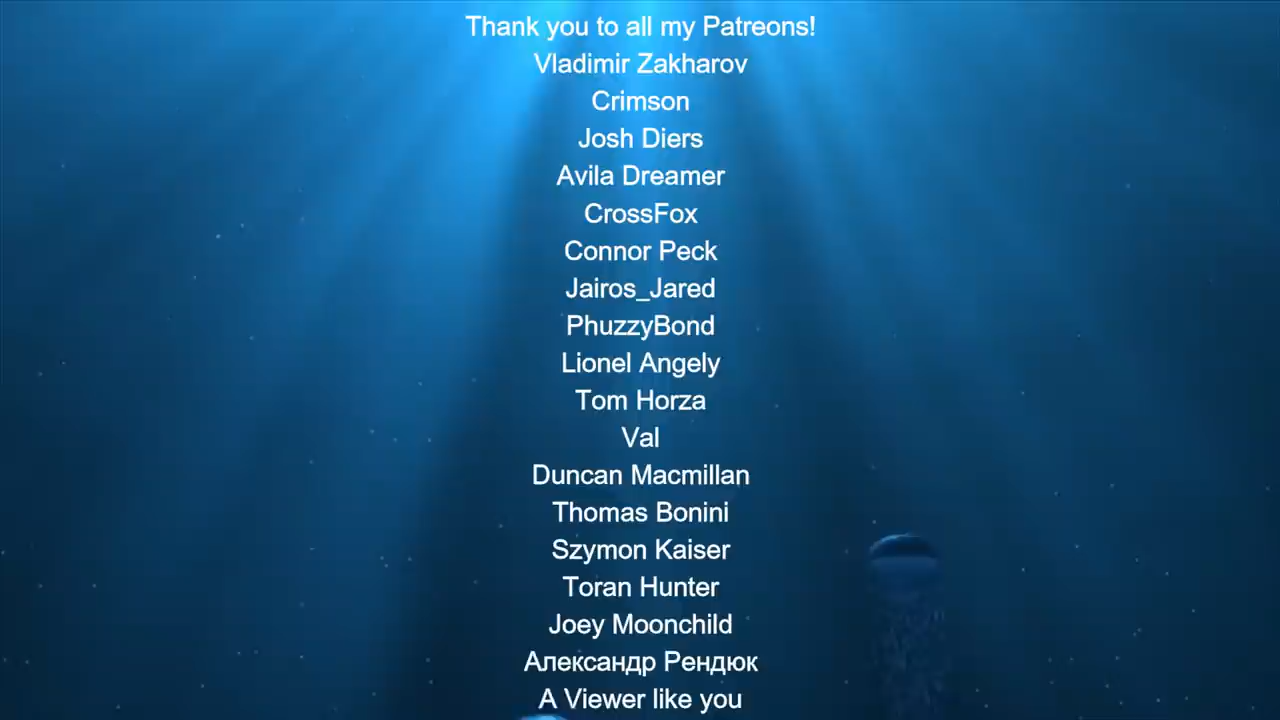 Thank you to all my Patreons!
Vladimir Zakharov
Crimson
Josh Diers
Avila Dreamer
CrossFox
Connor Peck
Jairos_Jared
PhuzzyBond
Lionel Angely
Tom Horza
Val
Duncan Macmillan
Thomas Bonini
Szymon Kaiser
Toran Hunter
Joey Moonchild
Александр Рендюк
A Viewer like you